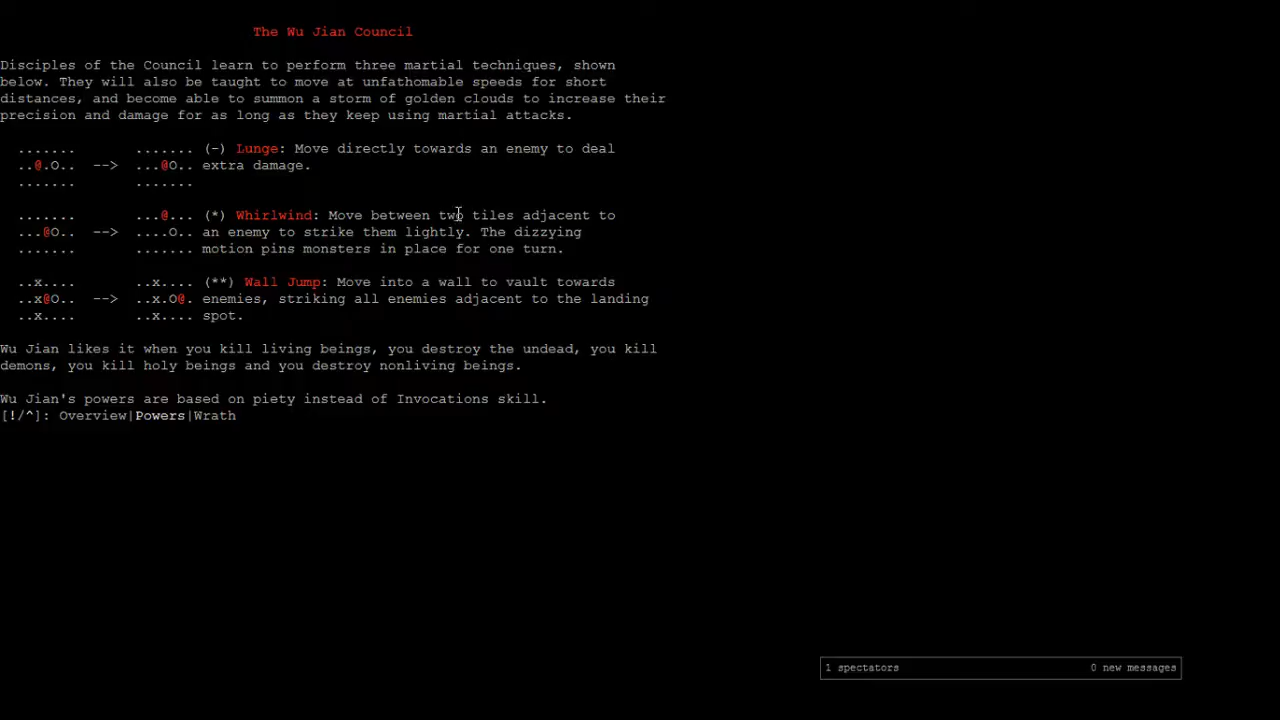 The Wu Jian Council
Disciples of the Council learn to perform three martial techniques, shown
below. They will also be taught to move at unfathomable speeds for short
distances, and become able to summon a storm of golden clouds to increase their
precision and damage for as long as they keep using martial attacks.
.......       ....... (-) Lunge: Move directly towards an enemy to deal
..@.O..  -->  ...@O.. extra damage.
.......       .......
.......       ...@... (*) Whirlwind: Move between two tiles adjacent to
...@O..  -->  ....O.. an enemy to strike them lightly. The dizzying
.......       ....... motion pins monsters in place for one turn.
..x....       ..x.... (**) Wall Jump: Move into a wall to vault towards
..x@O..  -->  ..x.O@. enemies, striking all enemies adjacent to the landing
..x....       ..x.... spot.
Wu Jian likes it when you kill living beings, you destroy the undead, you kill
demons, you kill holy beings and you destroy nonliving beings.
Wu Jian's powers are based on piety instead of Invocations skill.
[!/^]: Overview|Powers|Wrath
1 spectators 0 new messages